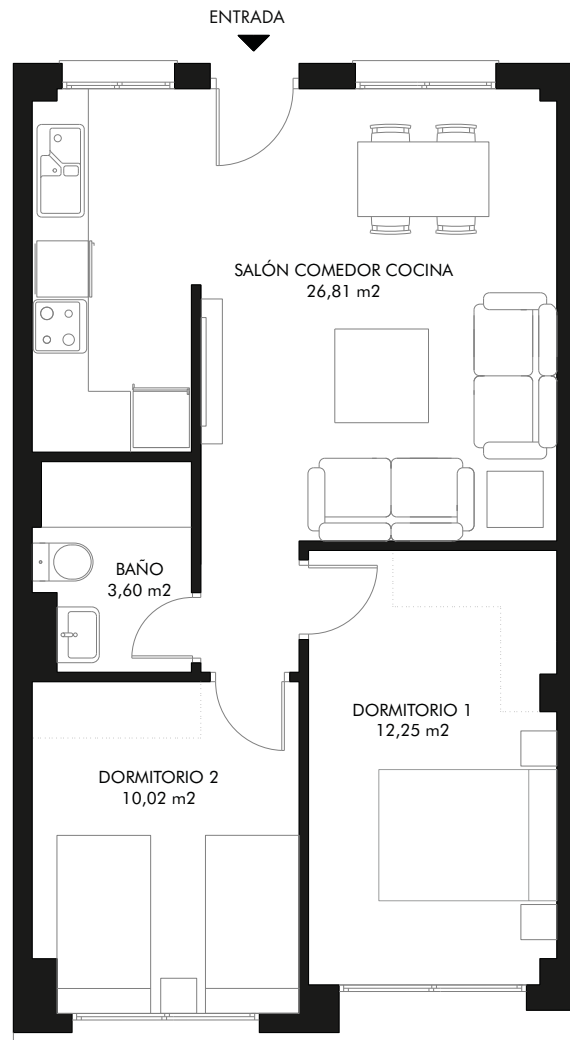 ENTRADA
SALÓN COMEDOR COCINA
26,81 m2
BAÑO
3,60 m2
DORMITORIO 1
12,25 m2
DORMITORIO 2
10,02 m2